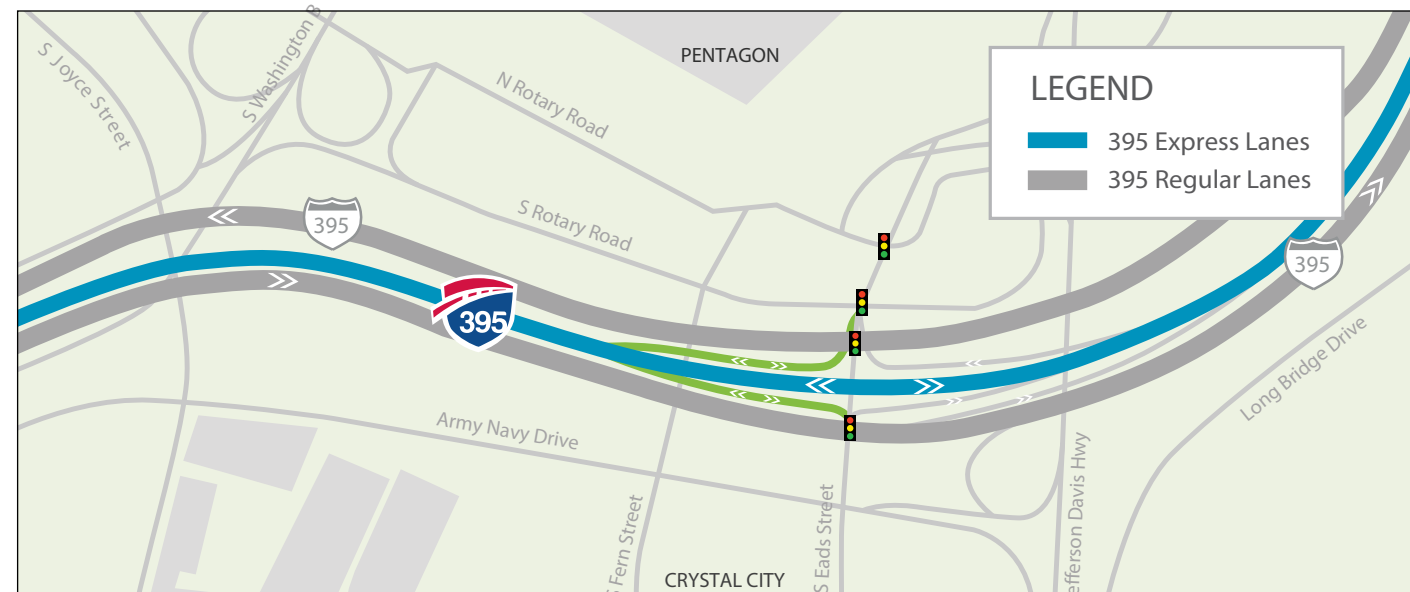 S Joyce Street
S Washington B
PENTAGON
N Rotary Road
LEGEND
395 Express Lanes
395 Regular Lanes
S Rotary Road
395
395
395
Long Bridge Drive
Army Navy Drive
S Fern Street
S Eads Street
efferson Davis Hwy
CRYSTAL CITY